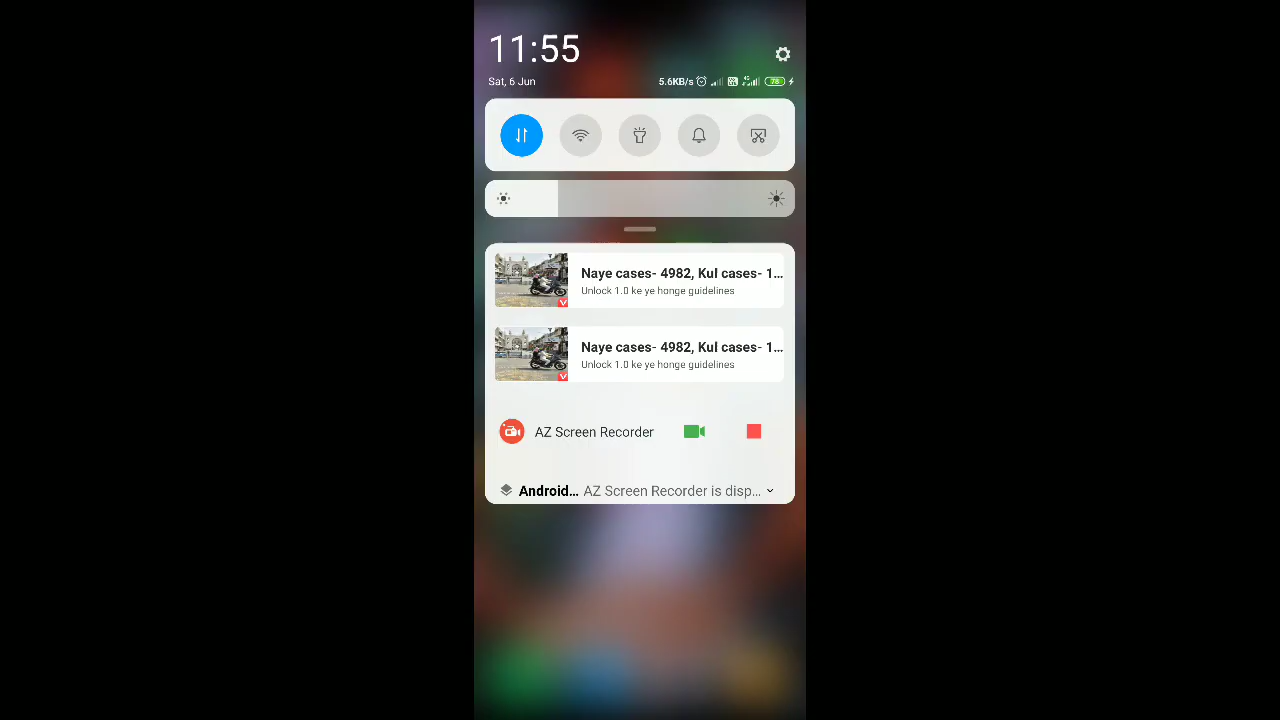 11:55
Sat, 6 Jun
5.6KB/s 4G 78
Naye cases- 4982, Kul cases- 1...
Unlock 1.0 ke ye honge guidelines
Naye cases- 4982, Kul cases- 1...
Unlock 1.0 ke ye honge guidelines
AZ Screen Recorder
Android... AZ Screen Recorder is disp...